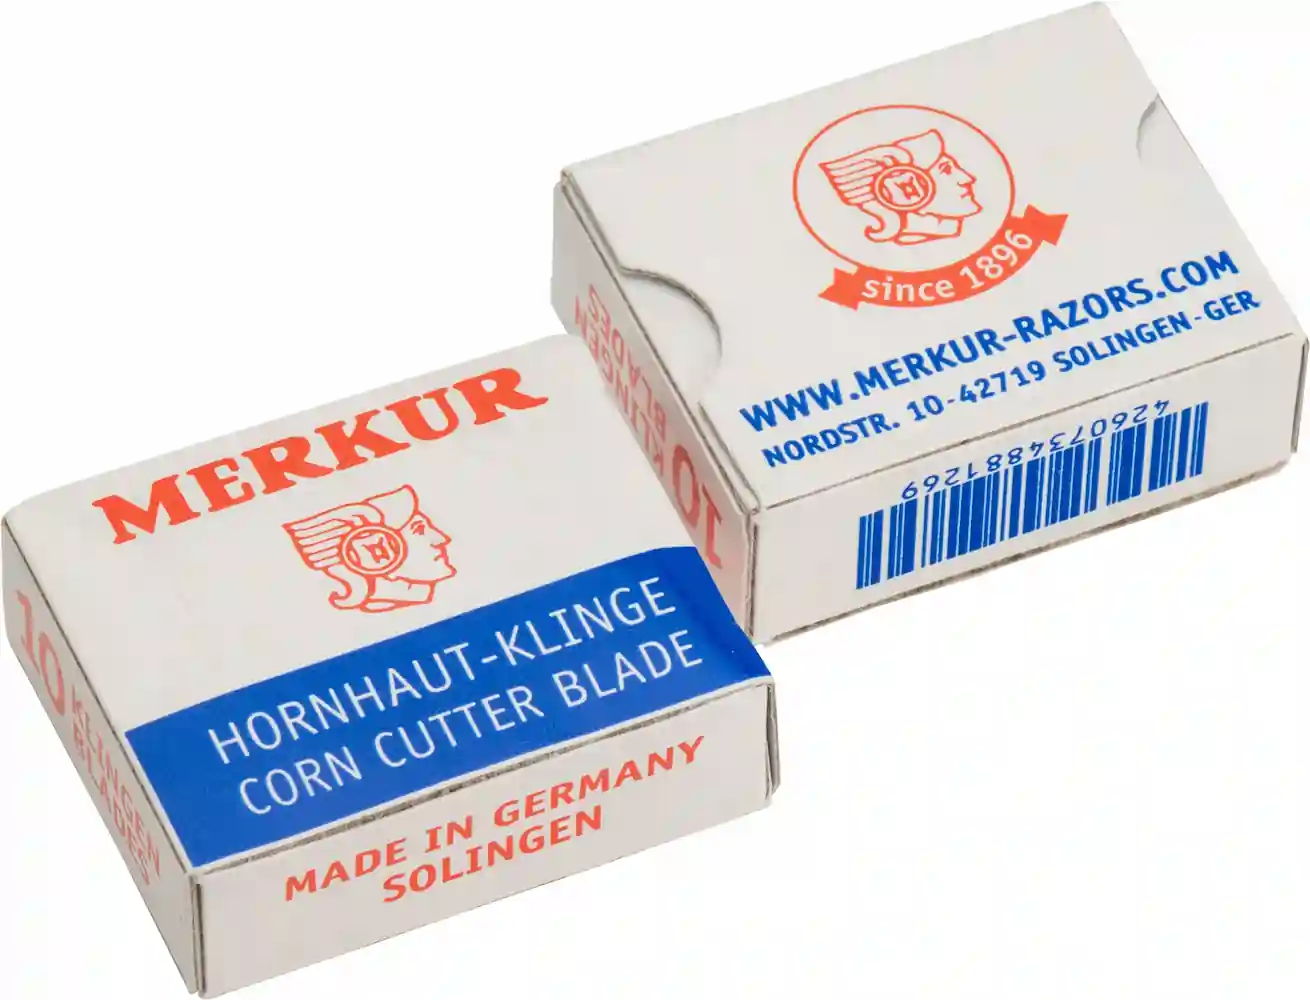 MERKUR
HORNHAUT-KLINGE
CORN CUTTER BLADE
MADE IN GERMANY
SOLINGEN
10 KLINGEN
BLADES
since 1896
WWW.MERKUR-RAZORS.COM
NORDSTR. 10-42719 SOLINGEN-GER
4260734881269
10 KLINGEN
BLADES